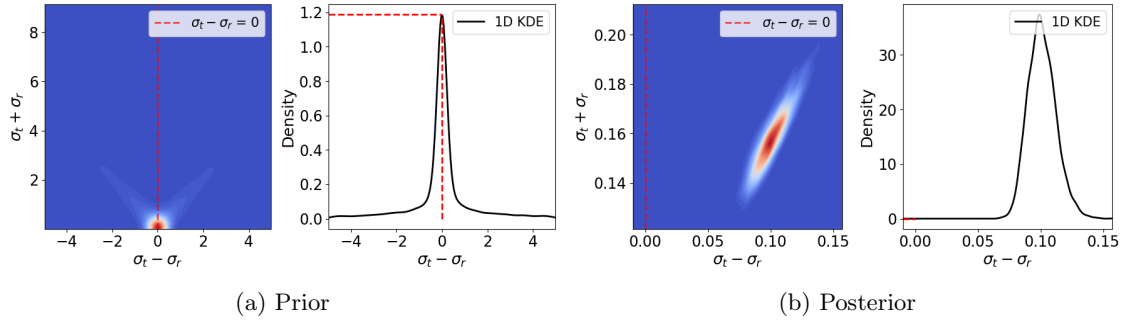 σₜ − σᵣ = 0
8
6
4
2
σₜ + σᵣ
−4 −2 0 2 4
σₜ − σᵣ
1D KDE
1.2
1.0
0.8
0.6
0.4
0.2
0.0
Density
−4 −2 0 2 4
σₜ − σᵣ
(a) Prior
σₜ − σᵣ = 0
0.20
0.18
0.16
0.14
σₜ + σᵣ
0.00 0.05 0.10 0.15
σₜ − σᵣ
1D KDE
30
20
10
0
Density
0.00 0.05 0.10 0.15
σₜ − σᵣ
(b) Posterior